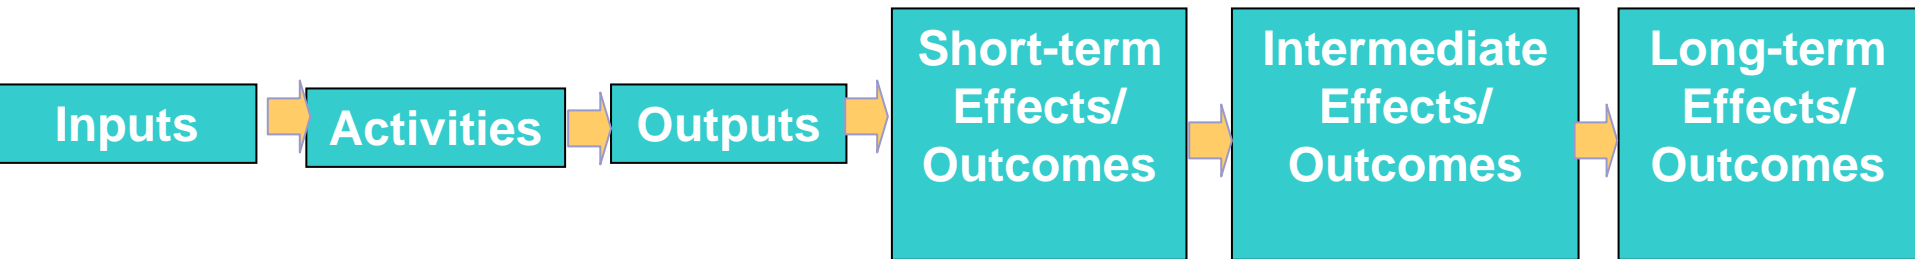 Inputs
Activities
Outputs
Short-term
Effects/
Outcomes
Intermediate
Effects/
Outcomes
Long-term
Effects/
Outcomes